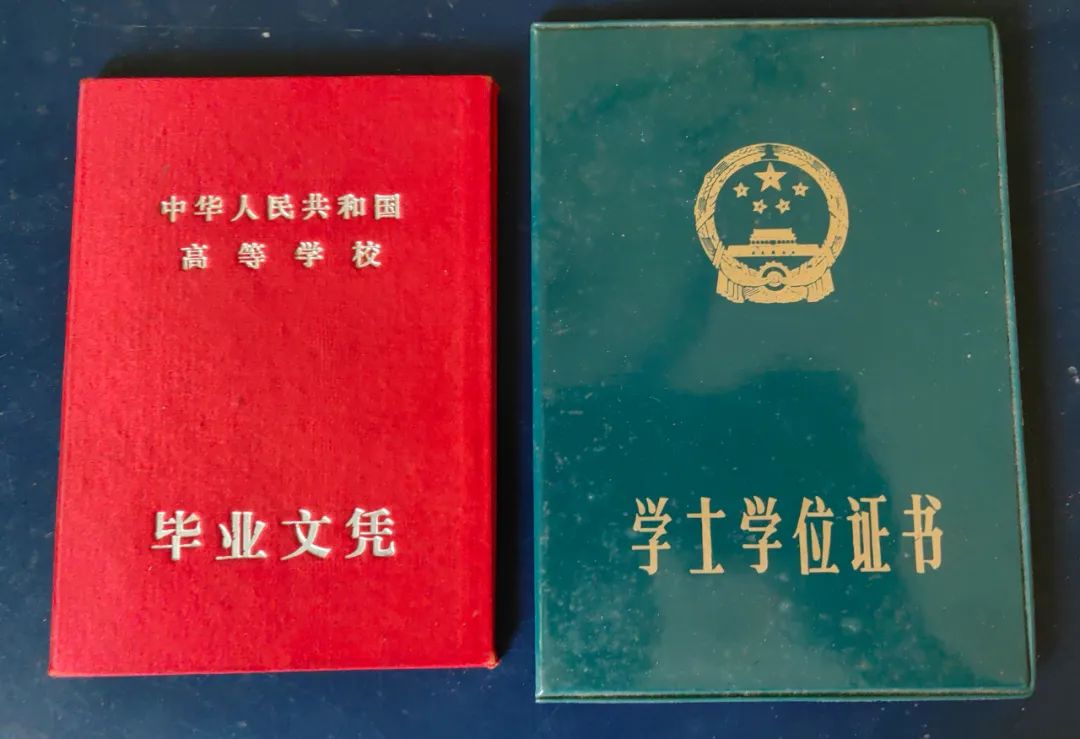 中华人民共和国
高等学校
毕业文凭
学士学位证书